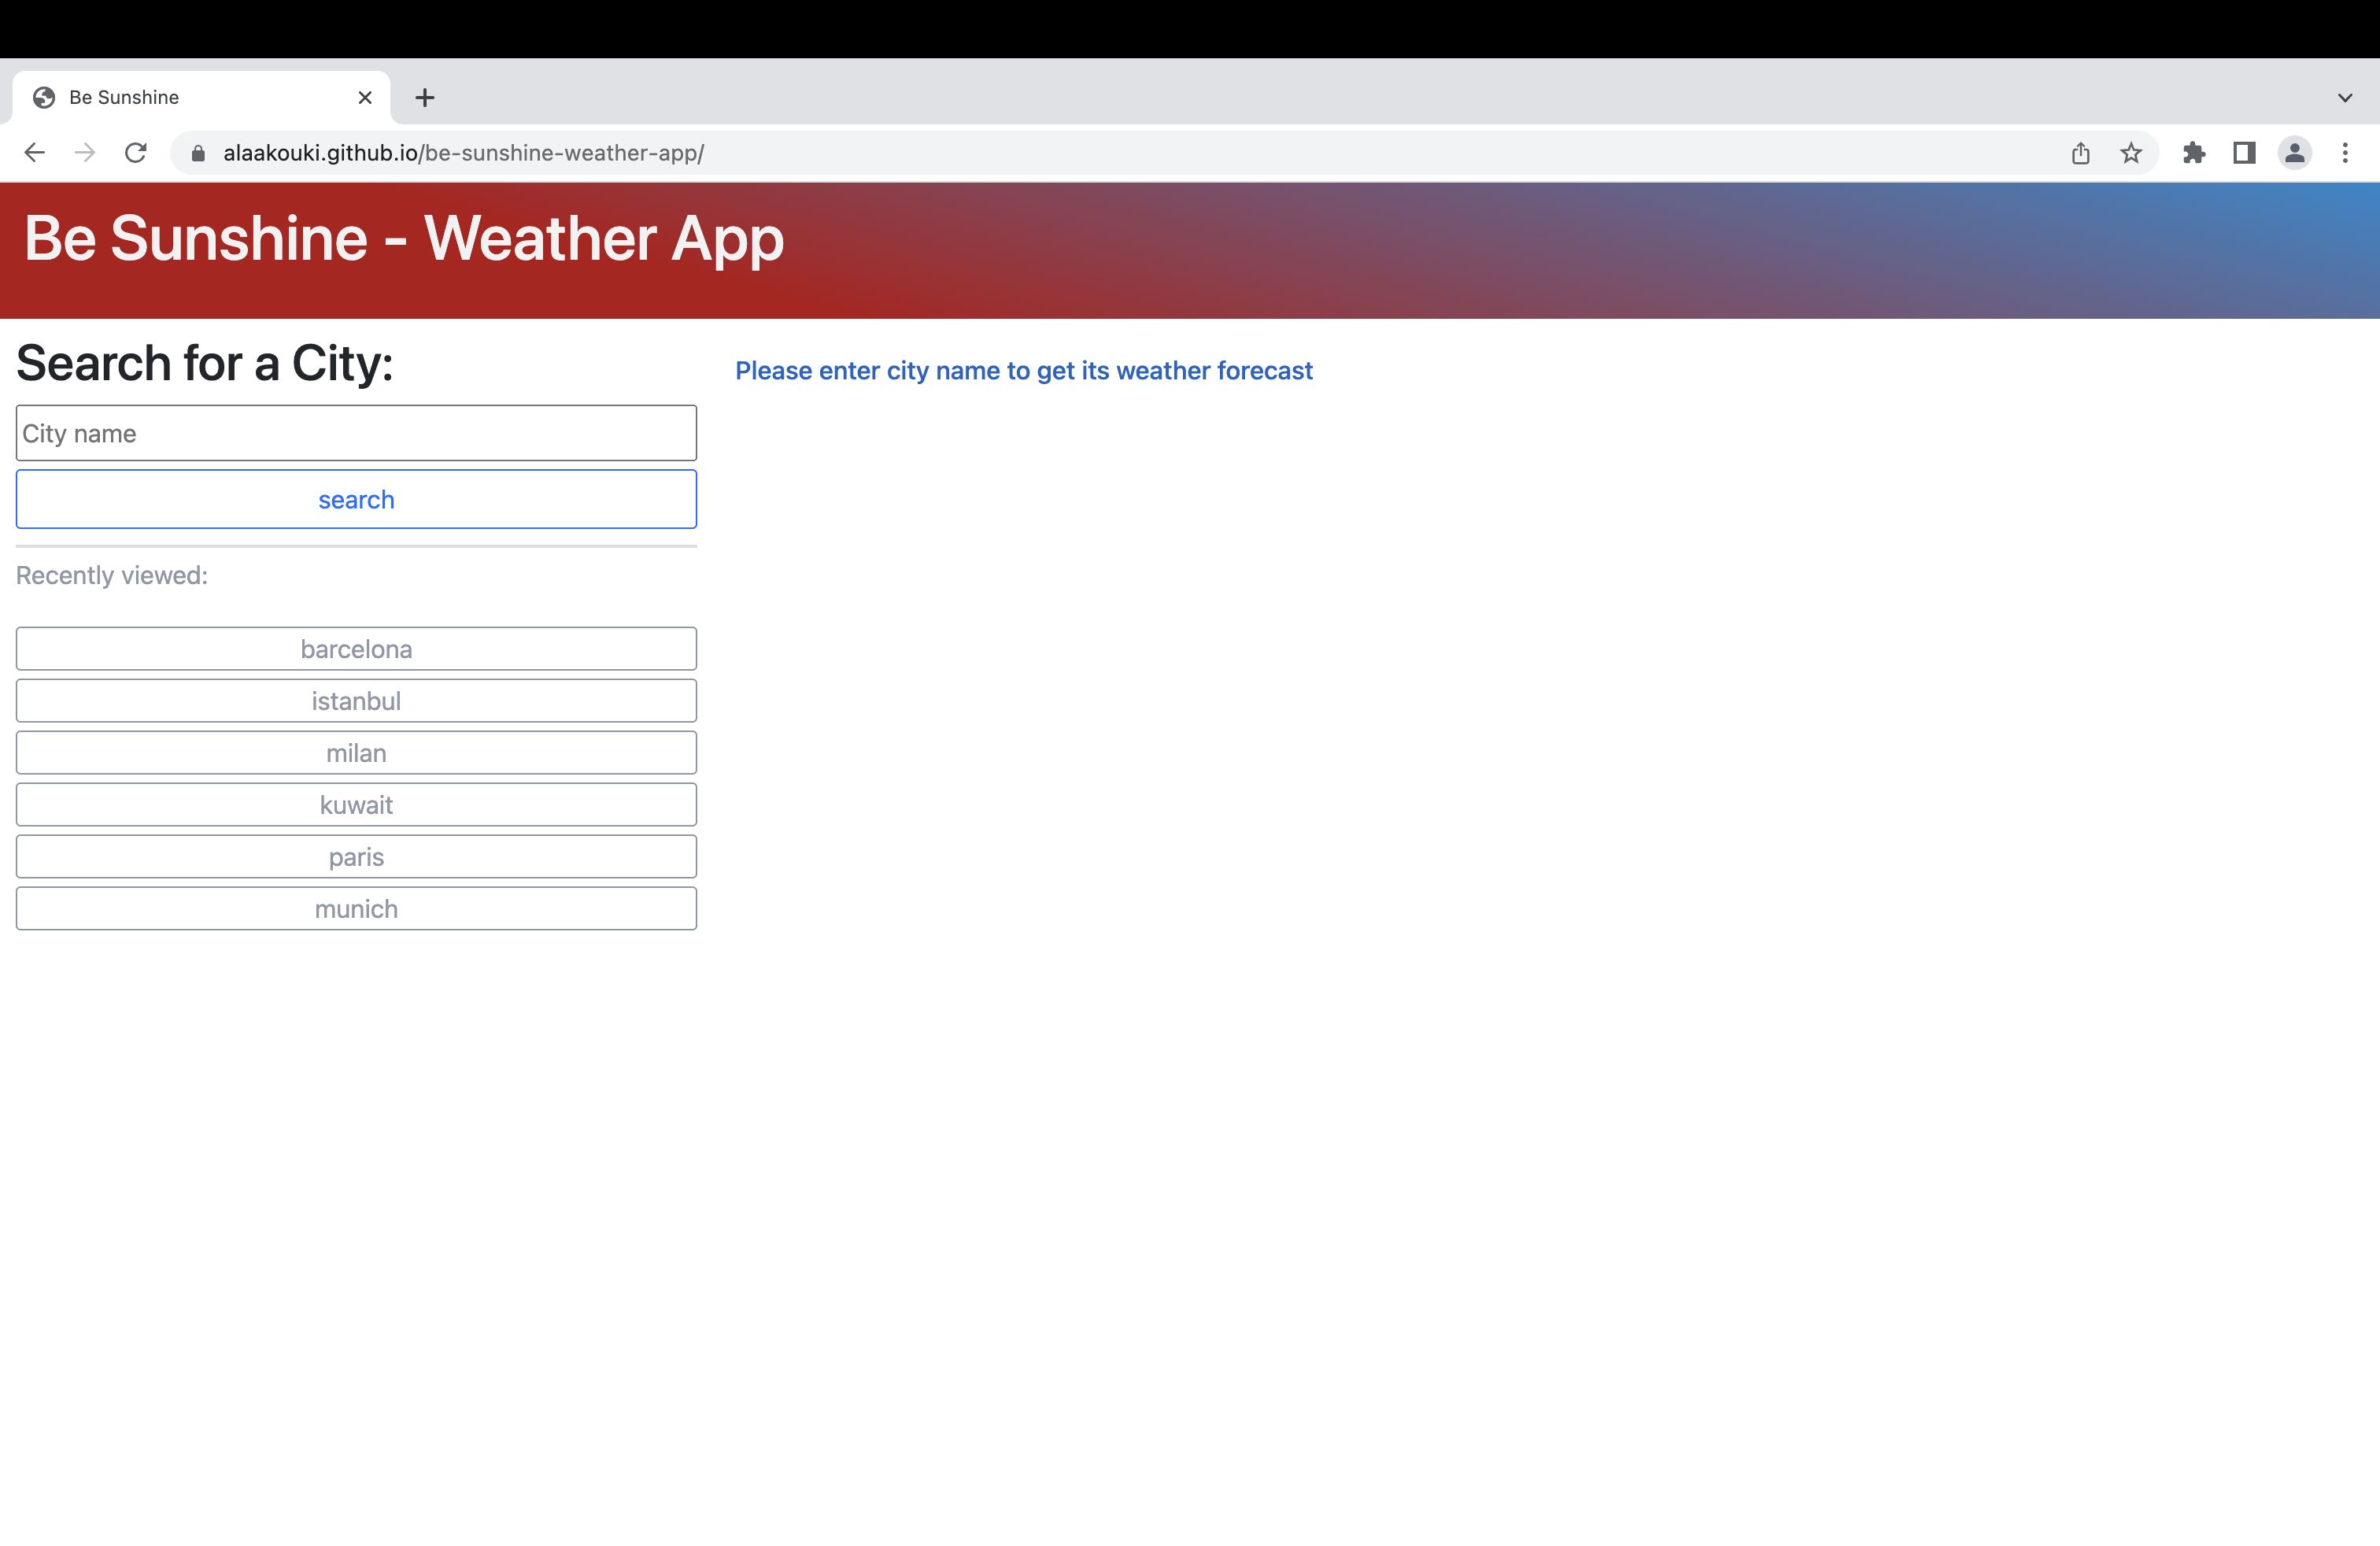 Be Sunshine
alaakouki.github.io/be-sunshine-weather-app/
Be Sunshine - Weather App
Search for a City:
Please enter city name to get its weather forecast
City name
search
Recently viewed:
barcelona
istanbul
milan
kuwait
paris
munich